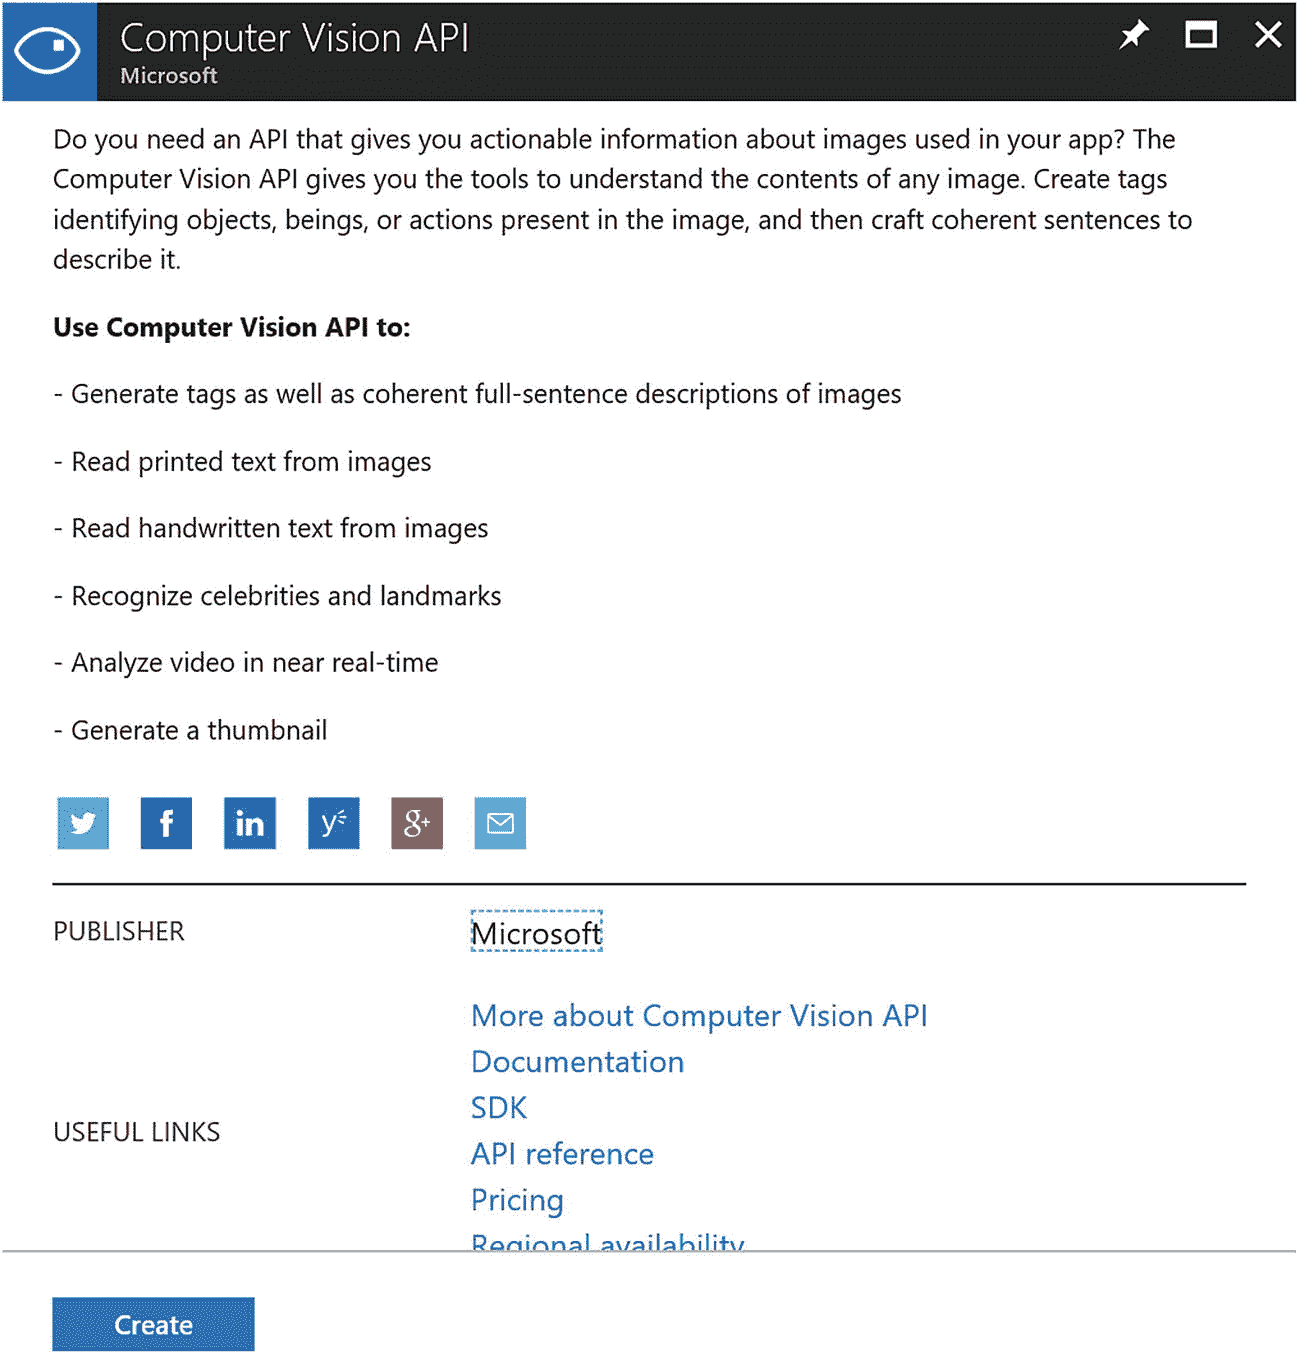 Computer Vision API
Microsoft
Do you need an API that gives you actionable information about images used in your app? The
Computer Vision API gives you the tools to understand the contents of any image. Create tags
identifying objects, beings, or actions present in the image, and then craft coherent sentences to
describe it.
Use Computer Vision API to:
- Generate tags as well as coherent full-sentence descriptions of images
- Read printed text from images
- Read handwritten text from images
- Recognize celebrities and landmarks
- Analyze video in near real-time
- Generate a thumbnail
f in y g+
PUBLISHER
Microsoft
USEFUL LINKS
More about Computer Vision API
Documentation
SDK
API reference
Pricing
Regional availability
Create